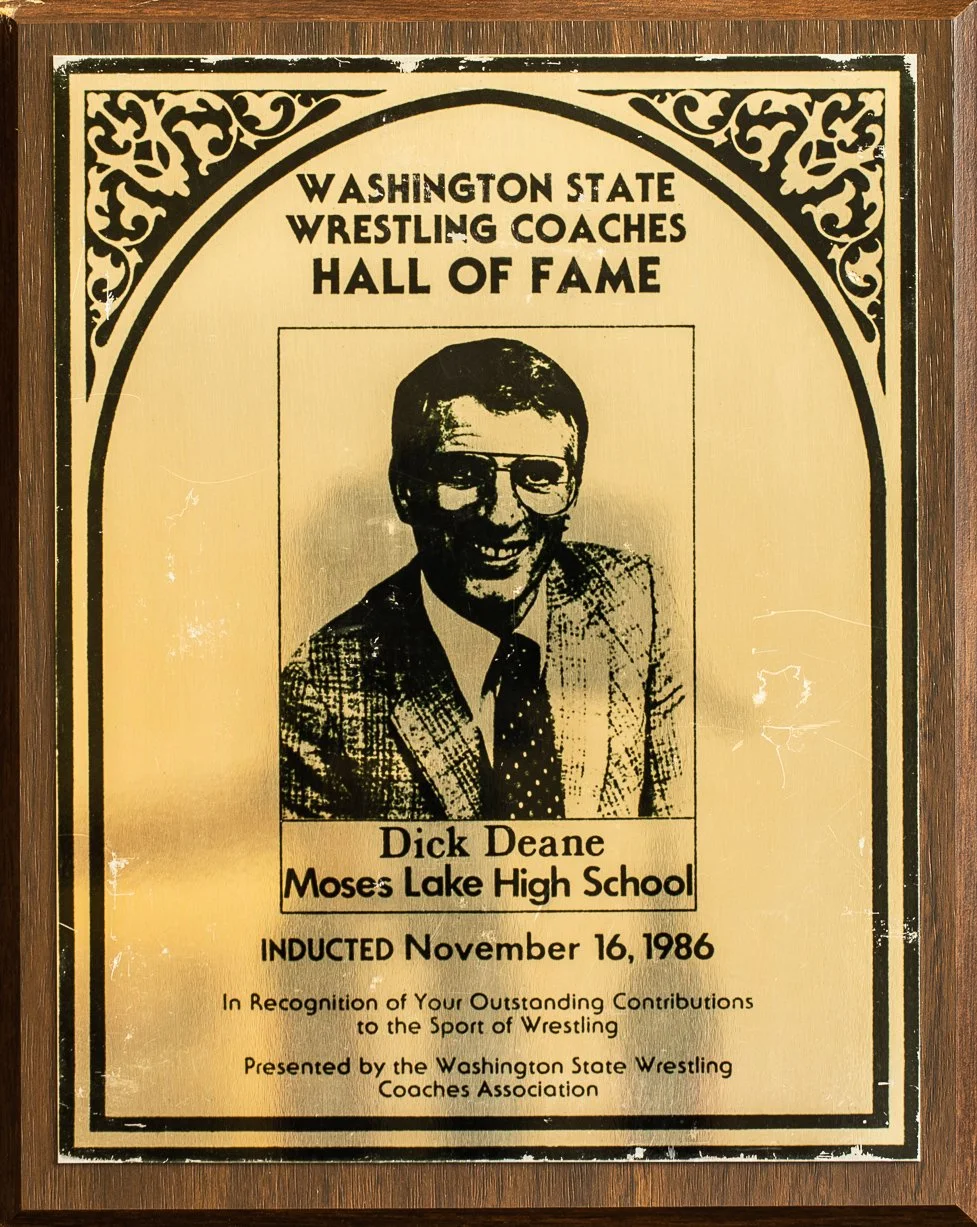 WASHINGTON STATE
WRESTLING COACHES
HALL OF FAME
Dick Deane
Moses Lake High School
INDUCTED November 16, 1986
In Recognition of Your Outstanding Contributions
to the Sport of Wrestling
Presented by the Washington State Wrestling
Coaches Association